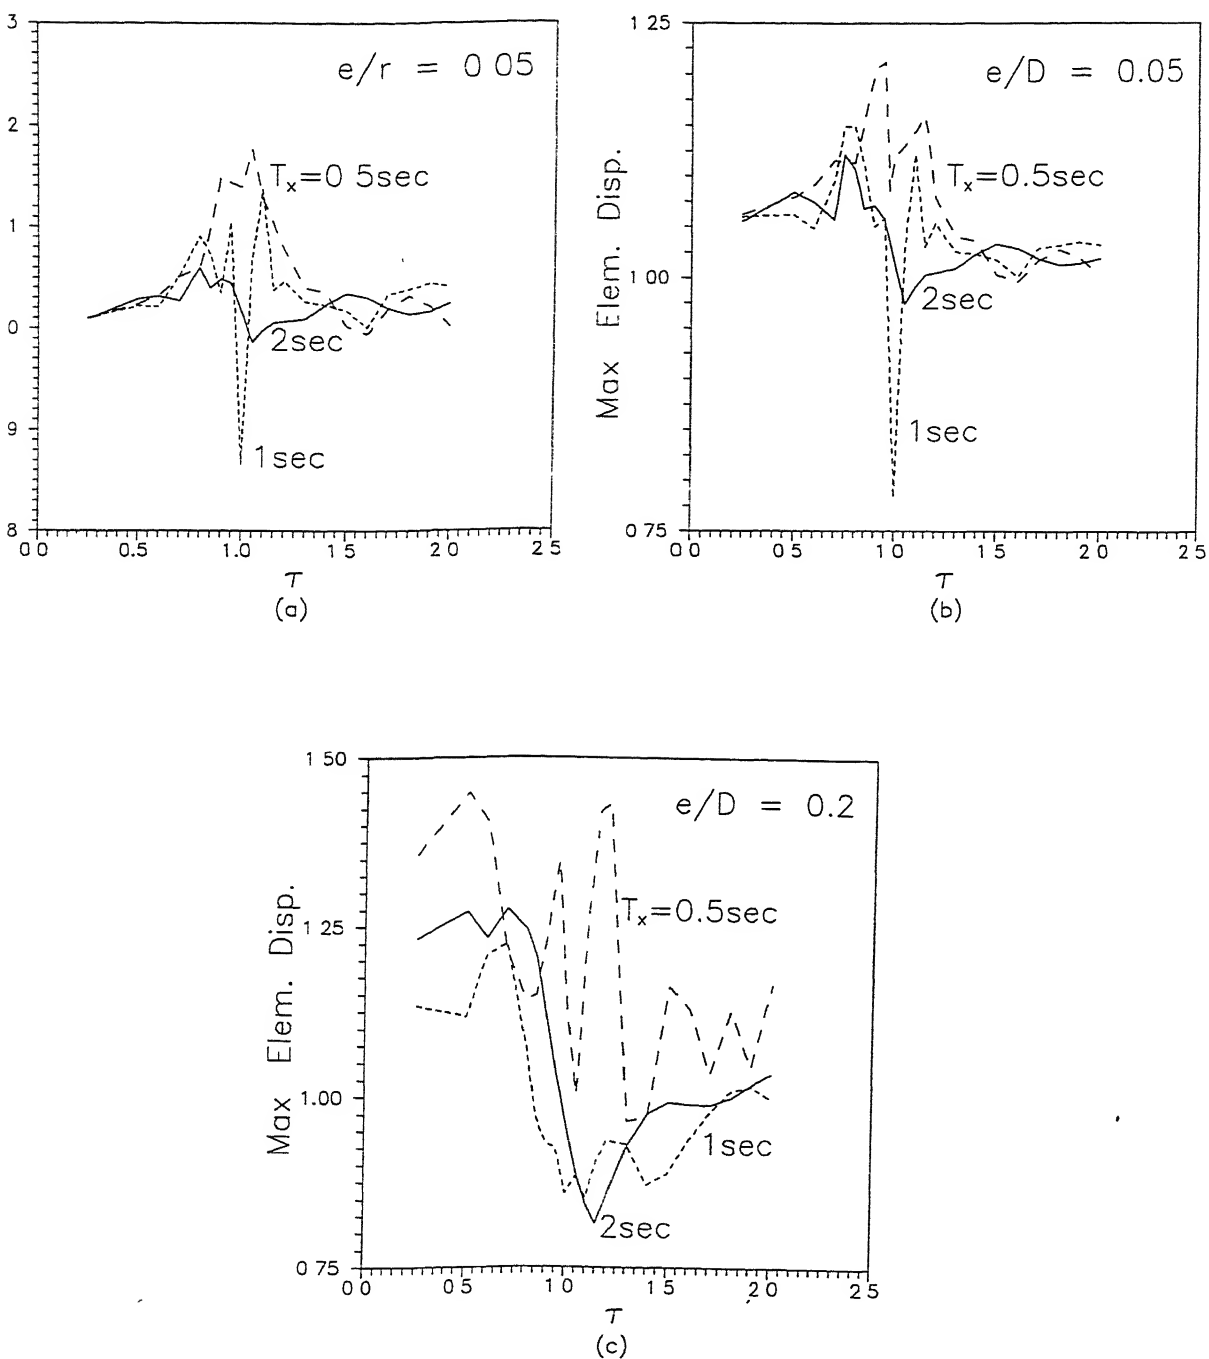 3
2
1
0
9
8
e/r = 0 05
Tx=0 5sec
2sec
1sec
0 0 0.5 1.0 1 5 2 0 2 5
τ
(a)
1 25
1 00
0 75
Max Elem. Disp.
e/D = 0.05
Tx=0.5sec
2sec
1sec
0 0 0 5 1 0 1 5 2 0 2 5
τ
(b)
1 50
1 25
1.00
0 75
Max Elem. Disp.
e/D = 0.2
Tx=0.5sec
1sec
2sec
0 0 0 5 1 0 1 5 2 0 2 5
τ
(c)